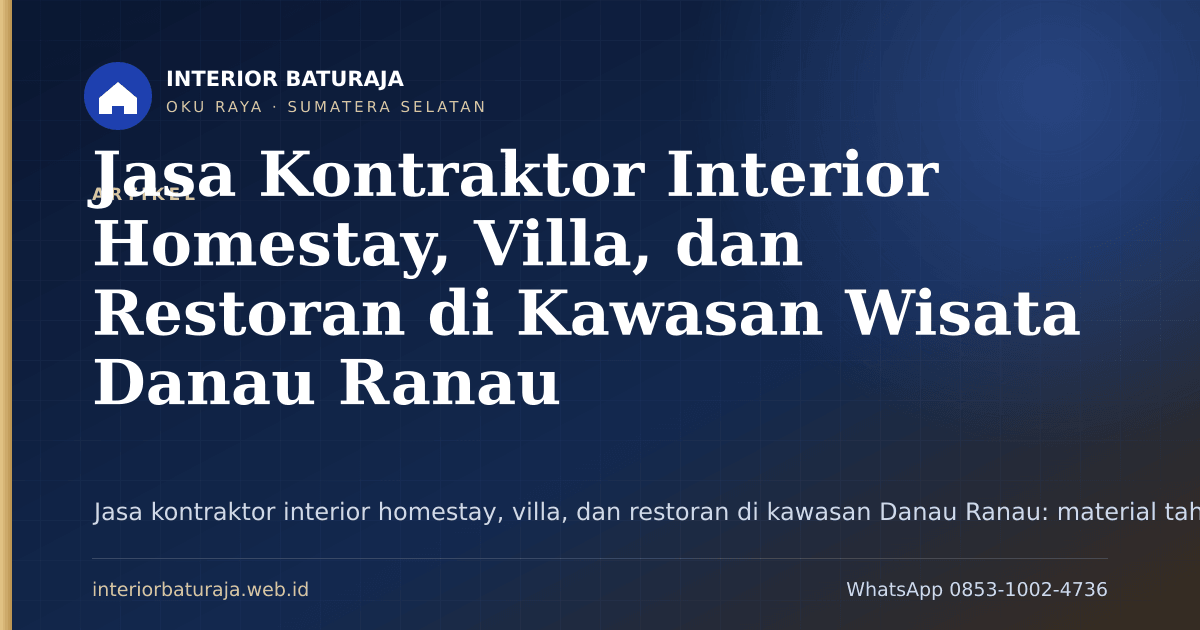 INTERIOR BATURAJA
OKU RAYA · SUMATERA SELATAN
ARTIKEL
Jasa Kontraktor Interior
Homestay, Villa, dan
Restoran di Kawasan Wisata
Danau Ranau
Jasa kontraktor interior homestay, villa, dan restoran di kawasan Danau Ranau: material tah
interiorbaturaja.web.id
WhatsApp 0853-1002-4736